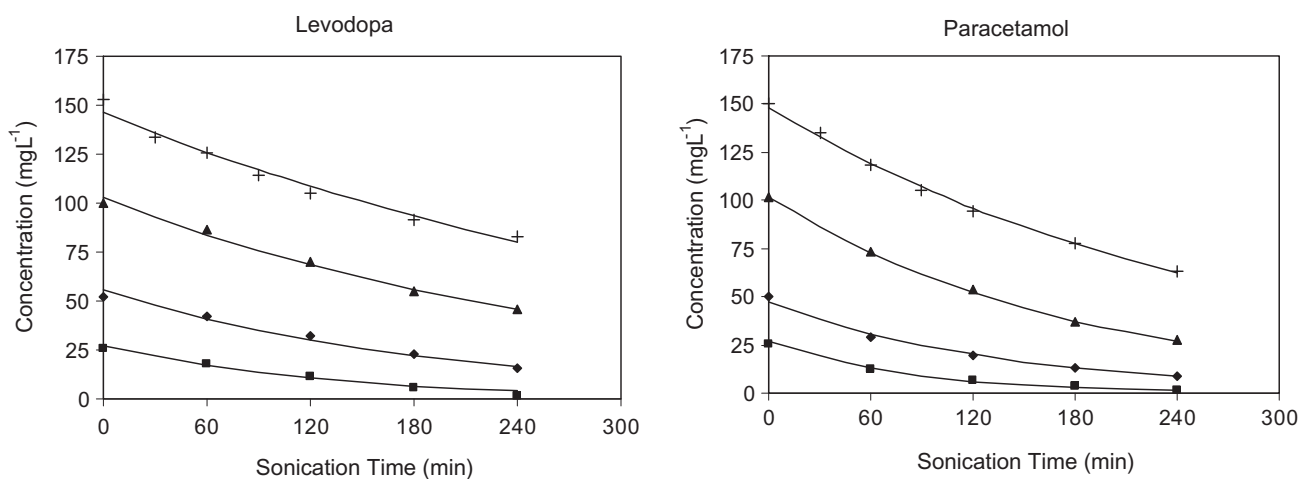 Levodopa
175
150
125
100
75
50
25
0
0 60 120 180 240 300
Concentration (mgL-1)
Sonication Time (min)
Paracetamol
175
150
125
100
75
50
25
0
0 60 120 180 240 300
Concentration (mgL-1)
Sonication Time (min)